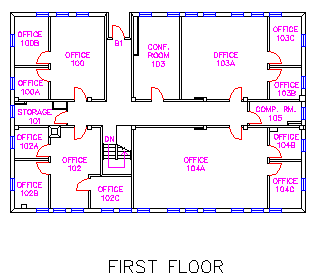 OFFICE
100B
OFFICE
100
B1
CONF.
ROOM
103
OFFICE
103A
OFFICE
103C
OFFICE
100A
OFFICE
103B
STORAGE
101
COMP. RM.
105
OFFICE
102A
OFFICE
102
DN
OFFICE
104A
OFFICE
104B
OFFICE
102B
OFFICE
102C
OFFICE
104C
FIRST FLOOR